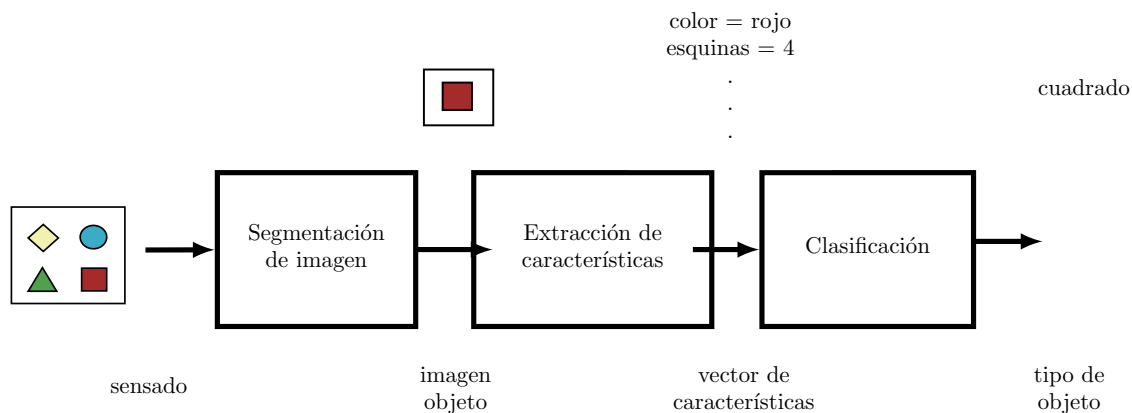 color = rojo
esquinas = 4
.
.
.
cuadrado
Segmentación
de imagen
Extracción de
características
Clasificación
sensado
imagen
objeto
vector de
características
tipo de
objeto